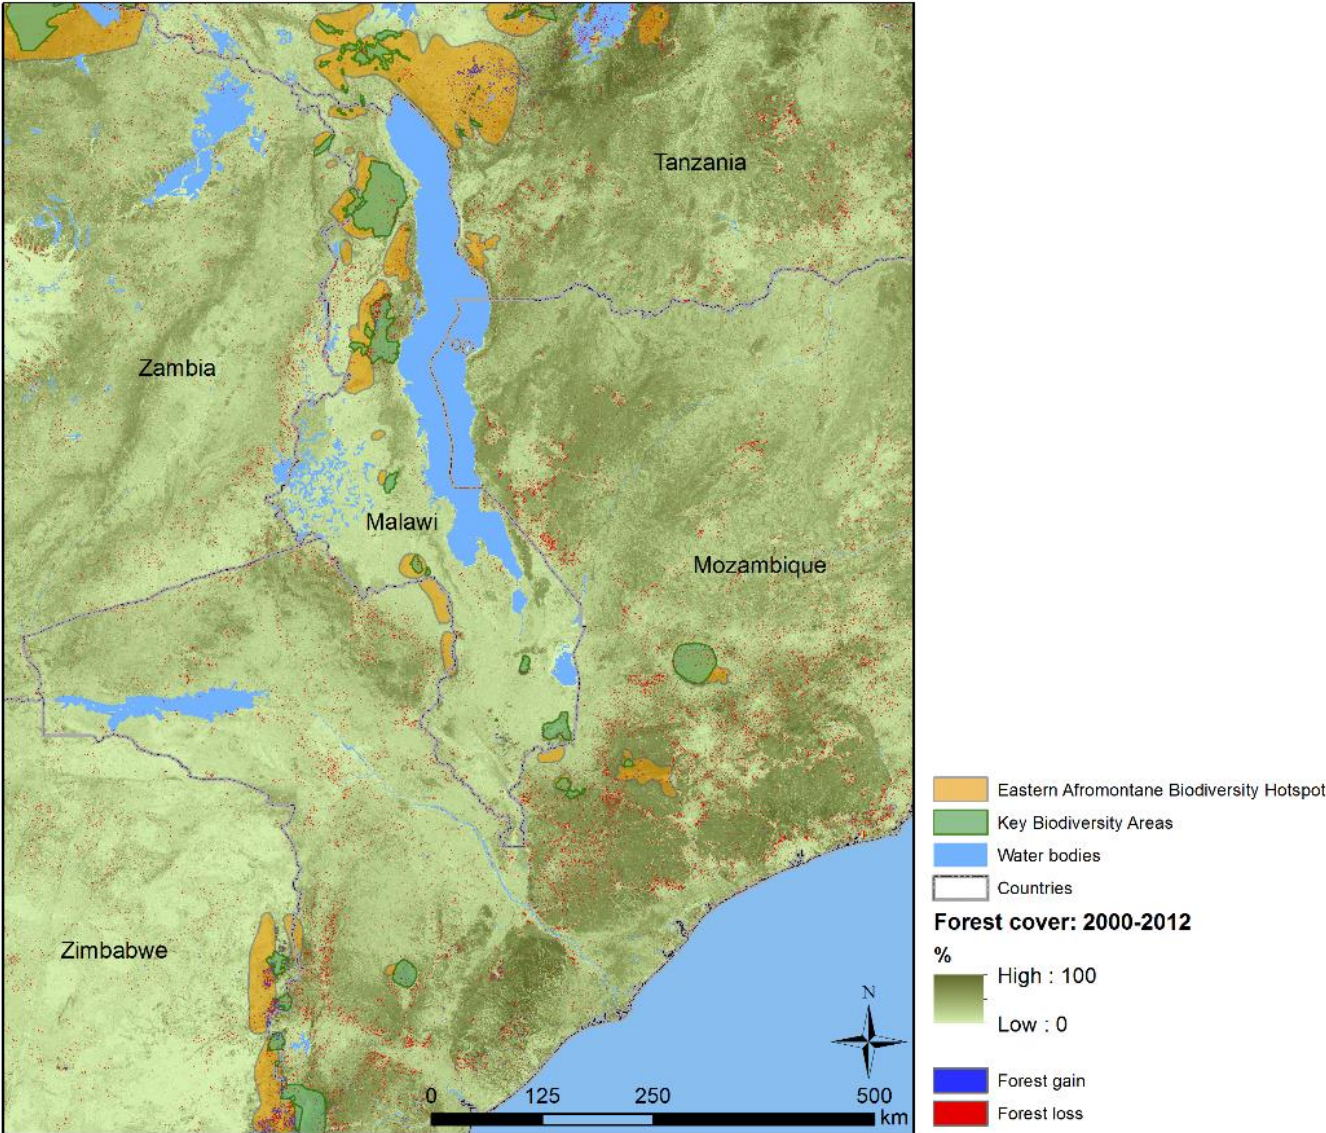 Tanzania
Zambia
Malawi
Mozambique
Zimbabwe
N
0 125 250 500
km
Eastern Afromontane Biodiversity Hotspot
Key Biodiversity Areas
Water bodies
Countries
Forest cover: 2000-2012
%
High : 100
Low : 0
Forest gain
Forest loss